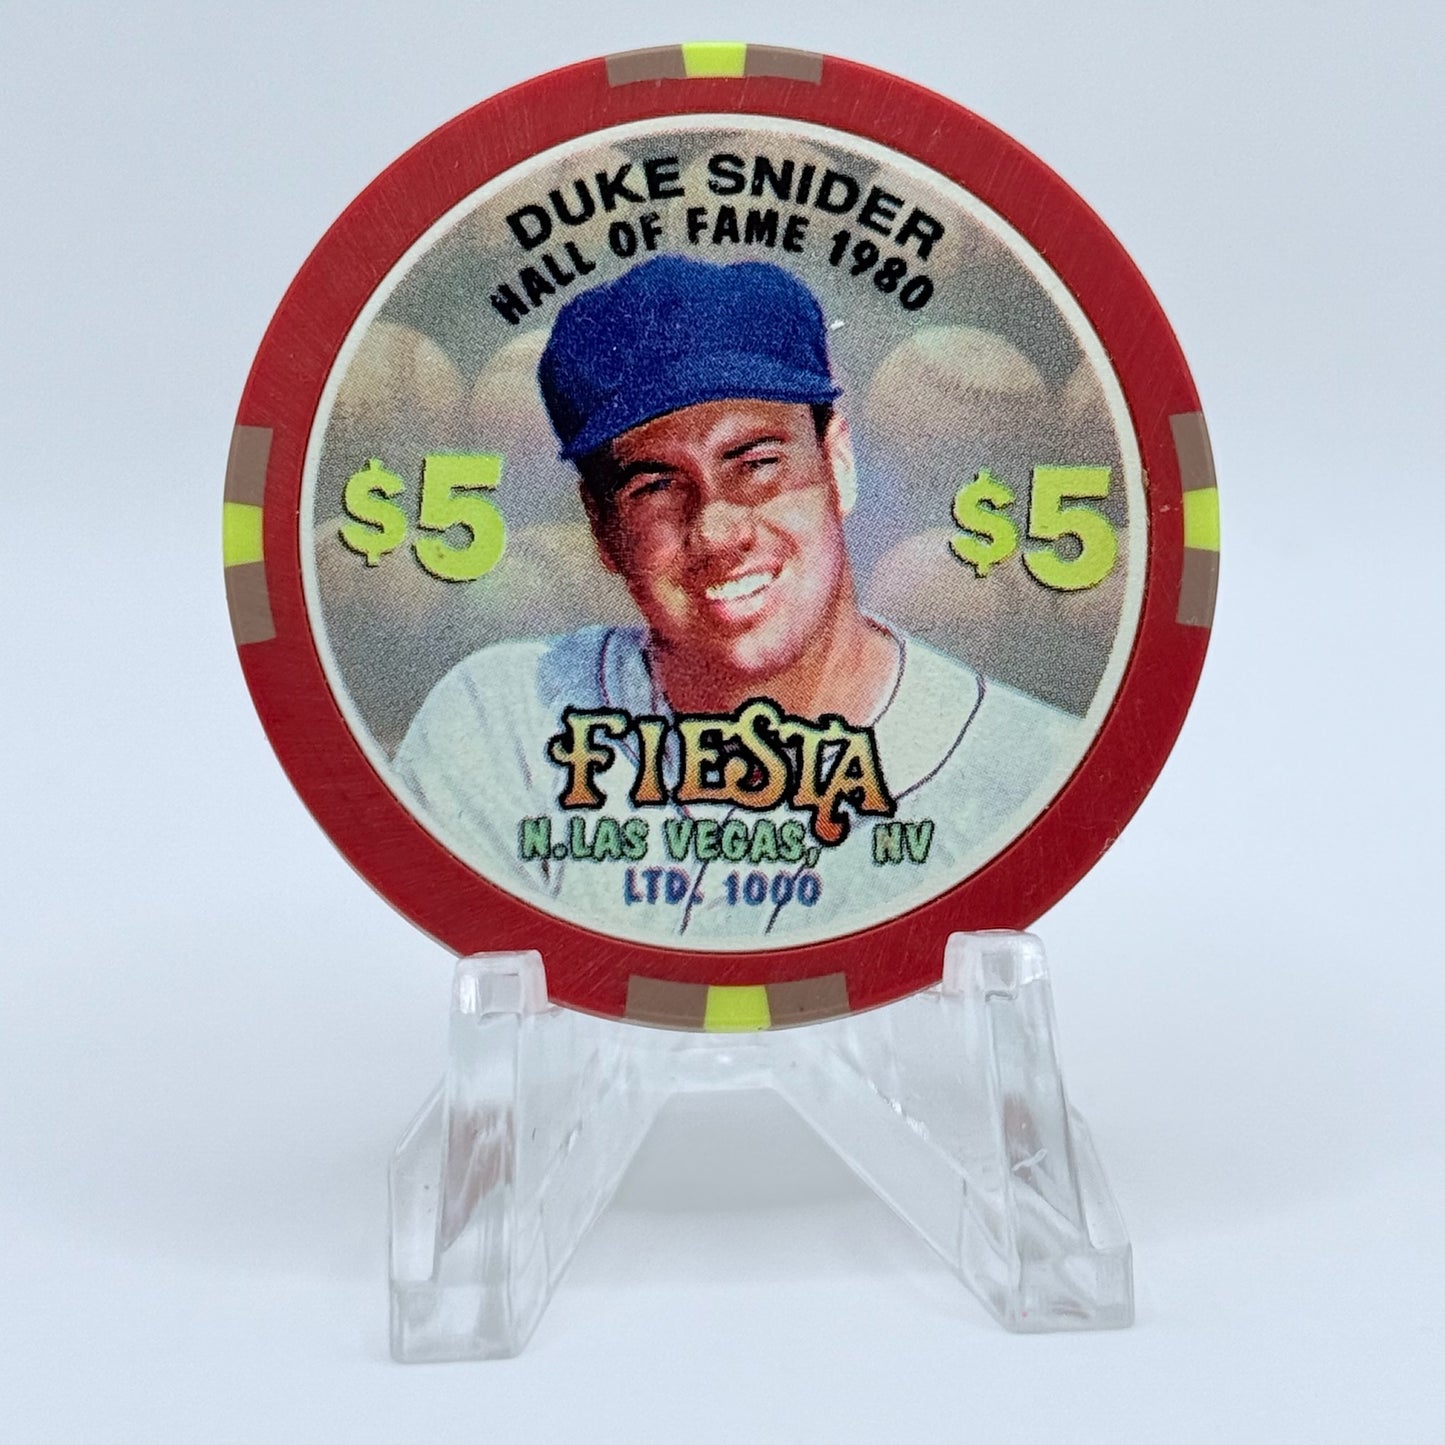 DUKE SNIDER
HALL OF FAME 1980
$5 $5
FIESTA
N. LAS VEGAS, NV
LTD. 1000